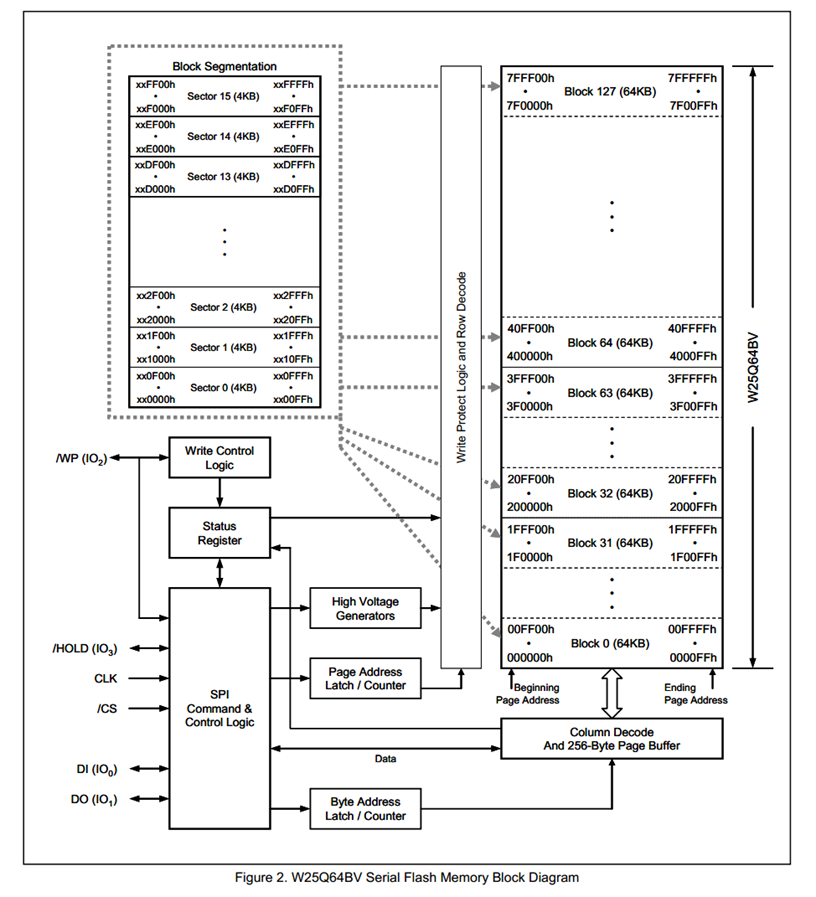 Block Segmentation
xxFF00h xxFFFFh
• Sector 15 (4KB) •
xxF000h xxF0FFh
xxEF00h xxEFFFh
• Sector 14 (4KB) •
xxE000h xxE0FFh
xxDF00h xxDFFFh
• Sector 13 (4KB) •
xxD000h xxD0FFh
xx2F00h xx2FFFh
• Sector 2 (4KB) •
xx2000h xx20FFh
xx1F00h xx1FFFh
• Sector 1 (4KB) •
xx1000h xx10FFh
xx0F00h xx0FFFh
• Sector 0 (4KB) •
xx0000h xx00FFh
Write Protect Logic and Row Decode
7FFF00h 7FFFFFh
• Block 127 (64KB) •
7F0000h 7F00FFh
40FF00h 40FFFFh
• Block 64 (64KB) •
400000h 4000FFh
3FFF00h 3FFFFFh
• Block 63 (64KB) •
3F0000h 3F00FFh
20FF00h 20FFFFh
• Block 32 (64KB) •
200000h 2000FFh
1FFF00h 1FFFFFh
• Block 31 (64KB) •
1F0000h 1F00FFh
00FF00h 00FFFFh
• Block 0 (64KB) •
000000h 0000FFh
W25Q64BV
Beginning
Page Address
Ending
Page Address
/WP (IO2)
Write Control
Logic
Status
Register
High Voltage
Generators
/HOLD (IO3)
CLK
/CS
DI (IO0)
DO (IO1)
SPI
Command &
Control Logic
Page Address
Latch / Counter
Column Decode
And 256-Byte Page Buffer
Data
Byte Address
Latch / Counter
Figure 2. W25Q64BV Serial Flash Memory Block Diagram